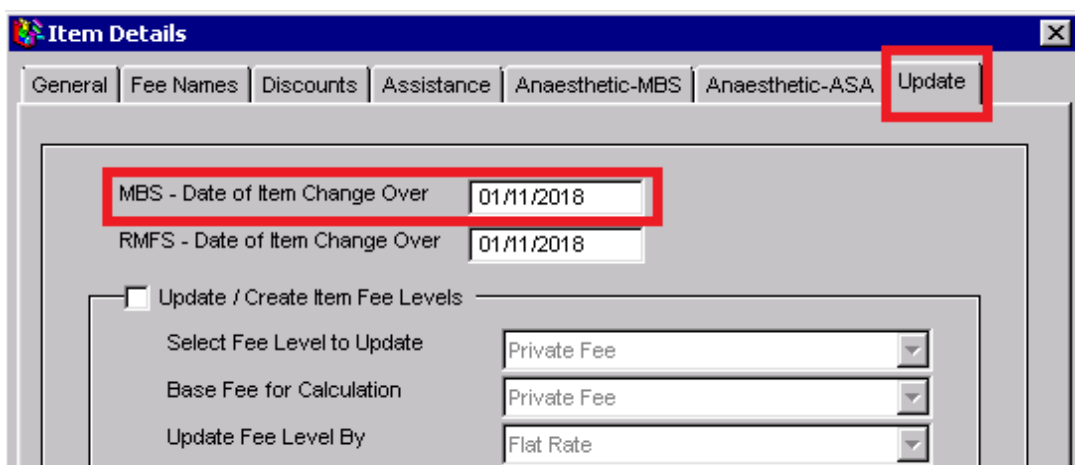 Item Details
General Fee Names Discounts Assistance Anaesthetic-MBS Anaesthetic-ASA Update
MBS - Date of Item Change Over 01/11/2018
RMFS - Date of Item Change Over 01/11/2018
Update / Create Item Fee Levels
Select Fee Level to Update Private Fee
Base Fee for Calculation Private Fee
Update Fee Level By Flat Rate